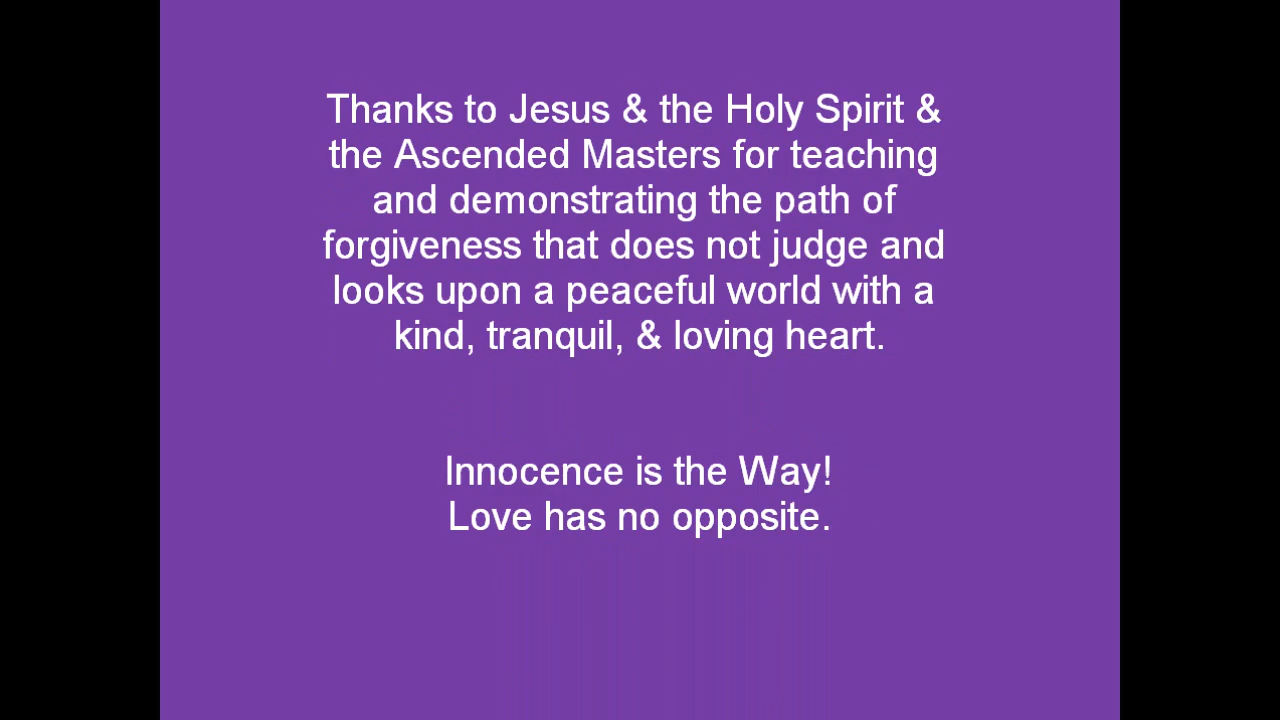 Thanks to Jesus & the Holy Spirit &
the Ascended Masters for teaching
and demonstrating the path of
forgiveness that does not judge and
looks upon a peaceful world with a
kind, tranquil, & loving heart.
Innocence is the Way!
Love has no opposite.